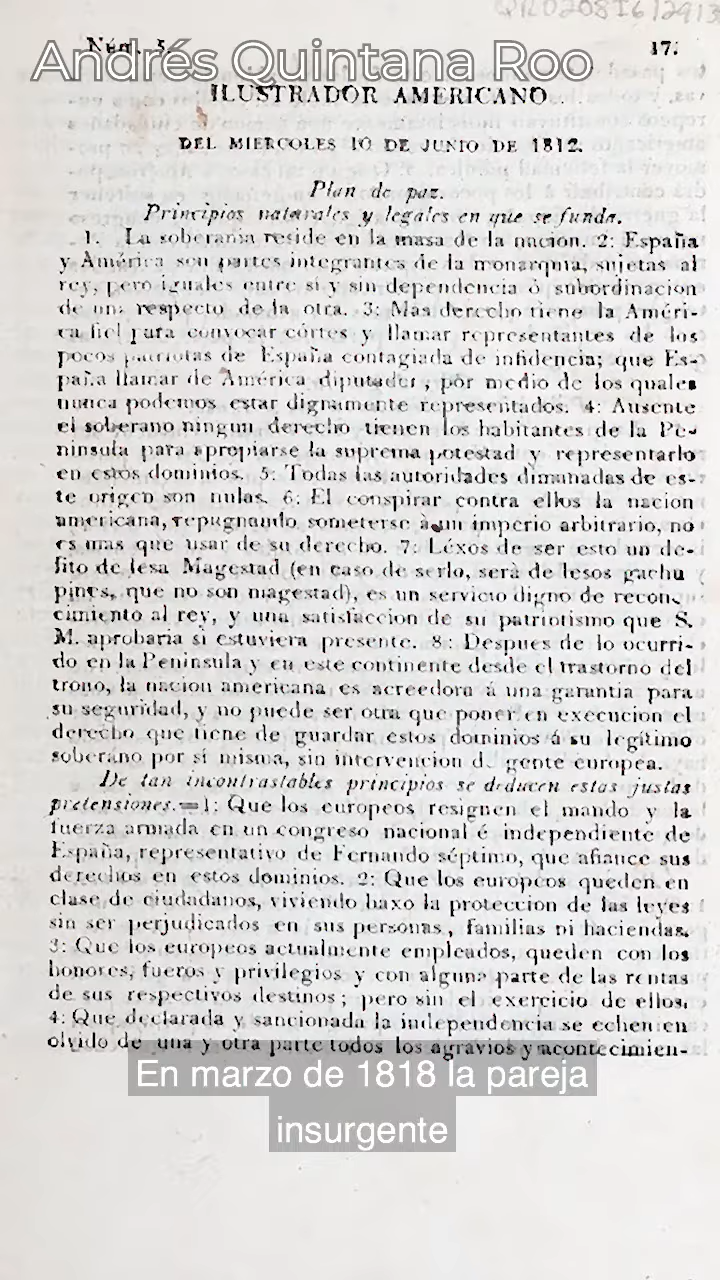 QR0208I612913
Núm. 5.
17.
Andrés Quintana Roo
ILUSTRADOR AMERICANO
DEL MIERCOLES 10 DE JUNIO DE 1812.
Plan de paz.
Principios naturales y legales en que se funda.
1. La soberania reside en la masa de la nacion. 2: España
y América son partes integrantes de la monarquia, sujetas al
rey, pero iguales entre sí y sin dependencia ò subordinacion
de una respecto de la otra. 3: Mas derecho tiene la Améri-
ca fiel para convocar córtes y llamar representantes de los
pocos patriotas de España contagiada de infidencia; que Es-
paña llamar de América diputados, por medio de los quales
nunca podemos estar dignamente representados. 4: Ausente
el soberano ningun derecho tienen los habitantes de la Pe-
ninsula para apropiarse la suprema potestad y representarlo
en estos dominios. 5: Todas las autoridades dimanadas de es-
te origen son nulas. 6: El conspirar contra ellos la nacion
americana, repugnando someterse à un imperio arbitrario, no
es mas que usar de su derecho. 7: Léxos de ser esto un de-
lito de lesa Magestad (en caso de serlo, serà de lesos gachu
pines, que no son magestad), es un servicio digno de recon
cimiento al rey, y una satisfaccion de su patriotismo que S.
M. aprobaria si estuviera presente. 8: Despues de lo ocurri-
do en la Peninsula y en este continente desde el trastorno del
trono, la nacion americana es acreedora á una garantia para
su seguridad, y no puede ser otra que poner en execucion el
derecho que tiene de guardar estos dominios á su legítimo
soberano por sí misma, sin intervencion d. gente europea.
De tan incontrastables principios se deducen estas justas
pretensiones.=1: Que los europeos resignen el mando y la
fuerza armada en un congreso nacional é independiente de
España, representativo de Fernando séptimo, que afiance sus
derechos en estos dominios. 2: Que los europeos queden en
clase de ciudadanos, viviendo baxo la proteccion de las leyes
sin ser perjudicados en sus personas, familias ni haciendas.
3: Que los europeos actualmente empleados, queden con los
honores, fueros y privilegios y con alguna parte de las rentas
de sus respectivos destinos; pero sin el exercicio de ellos.
4: Que declarada y sancionada la independencia se echen en
olvido de una y otra parte todos los agravios y acontecimien-
En marzo de 1818 la pareja
insurgente